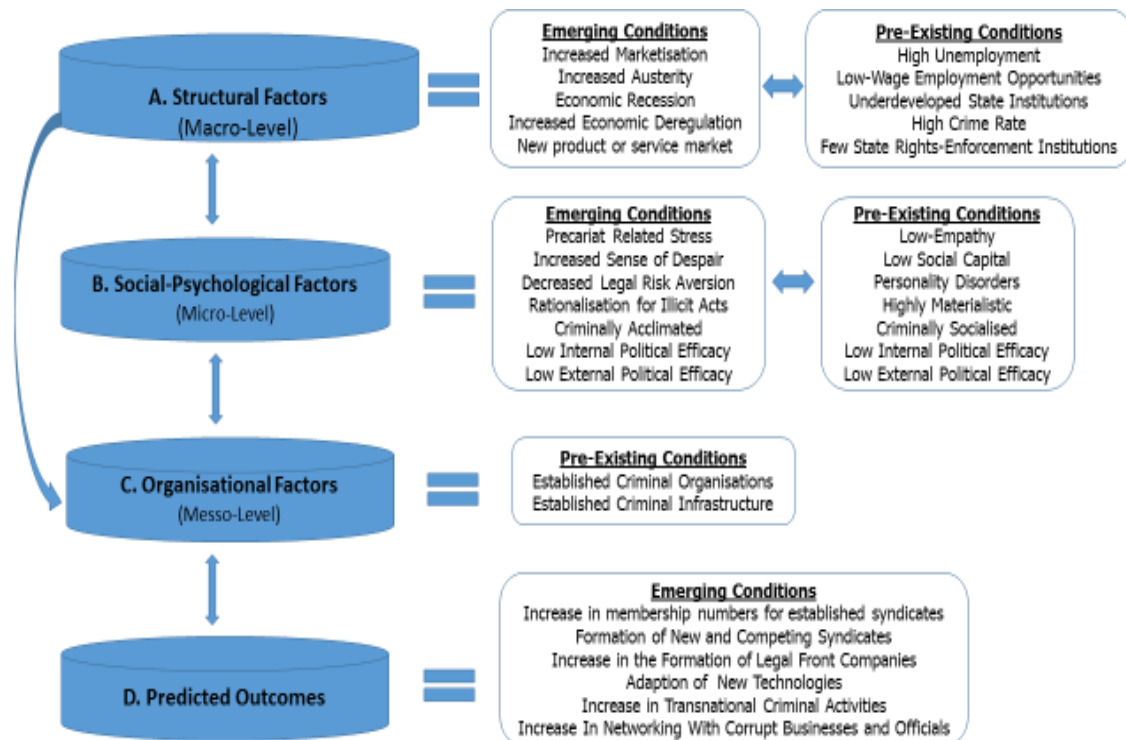 A. Structural Factors
(Macro-Level)
Emerging Conditions
Increased Marketisation
Increased Austerity
Economic Recession
Increased Economic Deregulation
New product or service market
Pre-Existing Conditions
High Unemployment
Low-Wage Employment Opportunities
Underdeveloped State Institutions
High Crime Rate
Few State Rights-Enforcement Institutions
B. Social-Psychological Factors
(Micro-Level)
Emerging Conditions
Precariat Related Stress
Increased Sense of Despair
Decreased Legal Risk Aversion
Rationalisation for Illicit Acts
Criminally Acclimated
Low Internal Political Efficacy
Low External Political Efficacy
Pre-Existing Conditions
Low-Empathy
Low Social Capital
Personality Disorders
Highly Materialistic
Criminally Socialised
Low Internal Political Efficacy
Low External Political Efficacy
C. Organisational Factors
(Messo-Level)
Pre-Existing Conditions
Established Criminal Organisations
Established Criminal Infrastructure
D. Predicted Outcomes
Emerging Conditions
Increase in membership numbers for established syndicates
Formation of New and Competing Syndicates
Increase in the Formation of Legal Front Companies
Adaption of New Technologies
Increase in Transnational Criminal Activities
Increase In Networking With Corrupt Businesses and Officials